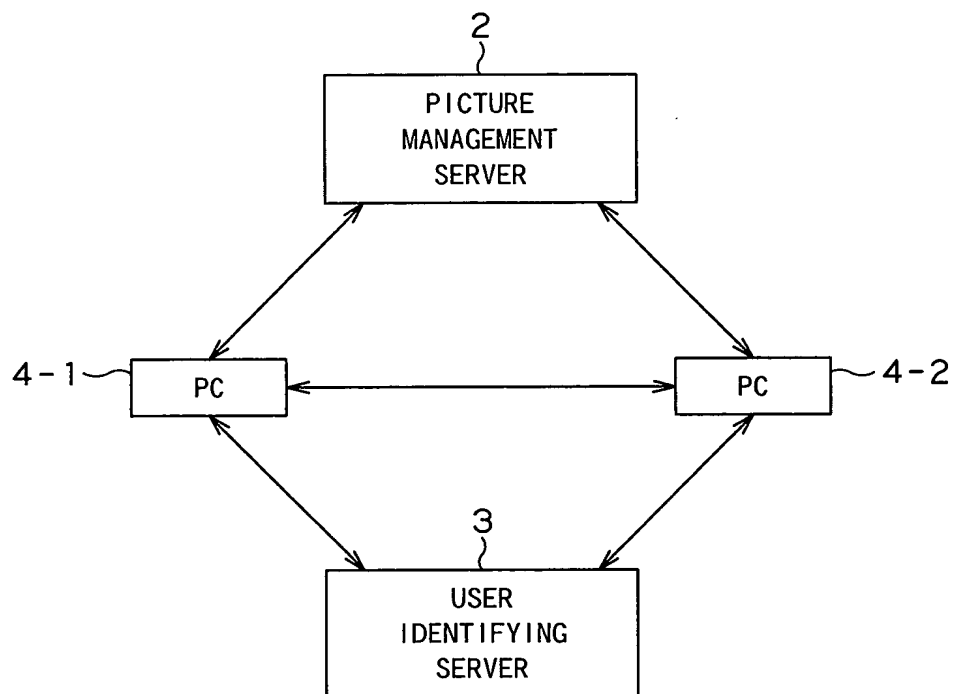 2
PICTURE
MANAGEMENT
SERVER
4-1
PC
PC
4-2
3
USER
IDENTIFYING
SERVER